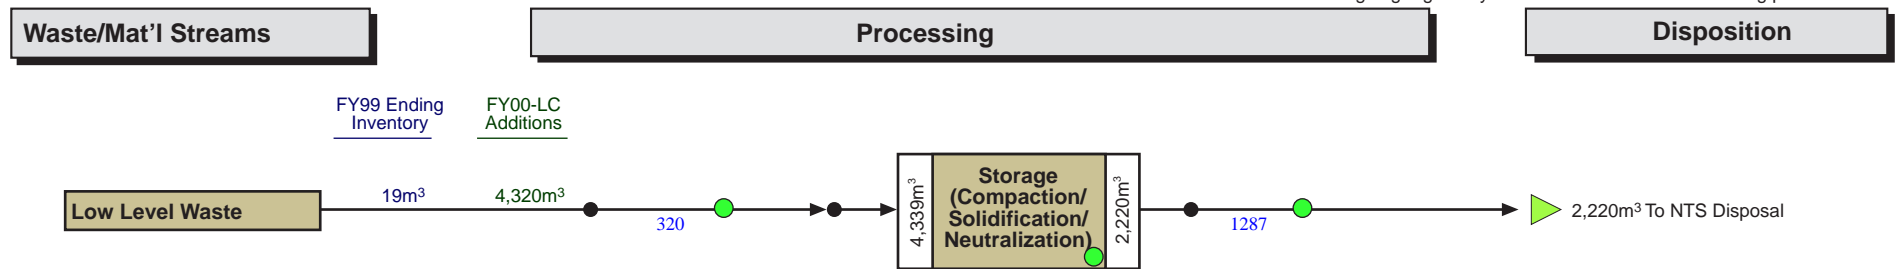 Waste/Mat’l Streams
Processing
Disposition
FY99 Ending
Inventory
FY00-LC
Additions
Low Level Waste
19m³
4,320m³
320
4,339m³
Storage
(Compaction/
Solidification/
Neutralization)
2,220m³
1287
2,220m³ To NTS Disposal